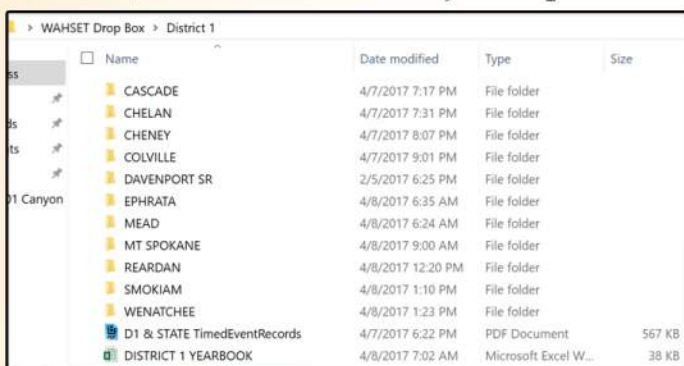 > WAHSET Drop Box > District 1
Name Date modified Type Size
ss
CASCADE 4/7/2017 7:17 PM File folder
CHELAN 4/7/2017 7:31 PM File folder
ds CHENEY 4/7/2017 8:07 PM File folder
ts COLVILLE 4/7/2017 9:01 PM File folder
DAVENPORT SR 2/5/2017 6:25 PM File folder
01 Canyon EPHRATA 4/8/2017 6:35 AM File folder
MEAD 4/8/2017 6:24 AM File folder
MT SPOKANE 4/8/2017 9:00 AM File folder
REARDAN 4/8/2017 12:20 PM File folder
SMOKIAM 4/8/2017 1:10 PM File folder
WENATCHEE 4/8/2017 1:23 PM File folder
D1 & STATE TimedEventRecords 4/7/2017 6:22 PM PDF Document 567 KB
DISTRICT 1 YEARBOOK 4/8/2017 7:02 AM Microsoft Excel W... 38 KB